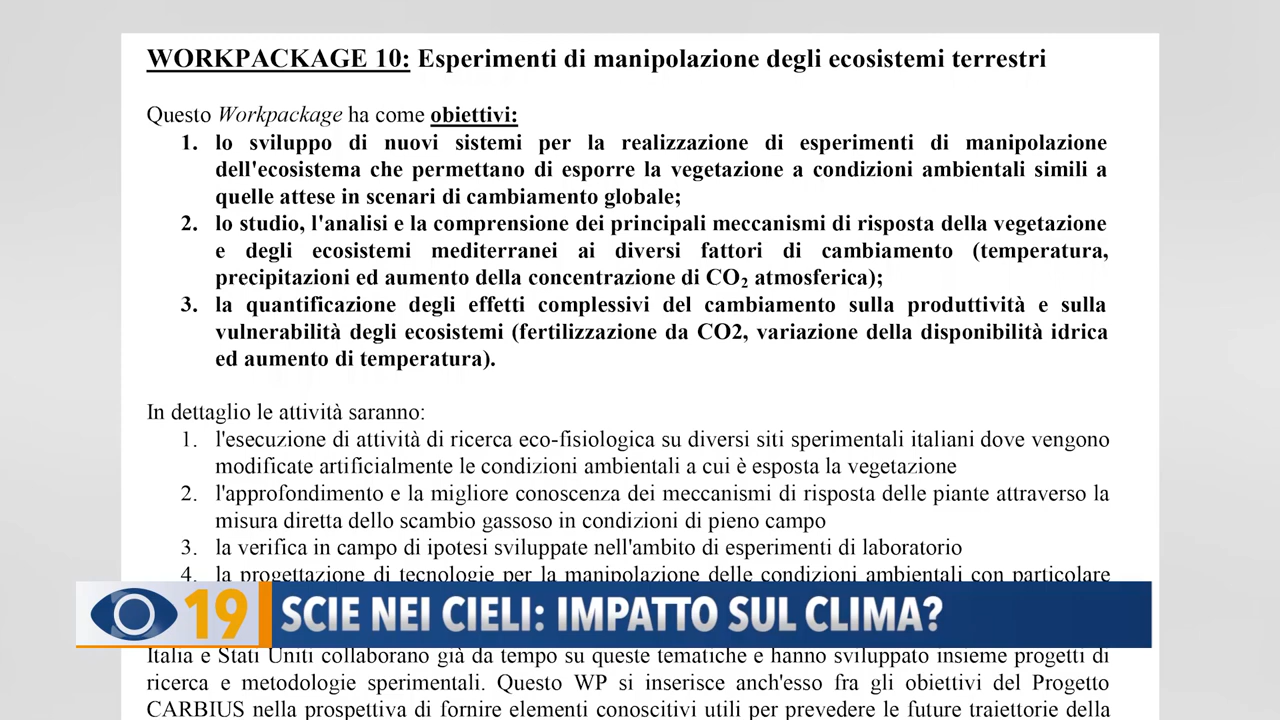 WORKPACKAGE 10: Esperimenti di manipolazione degli ecosistemi terrestri
Questo Workpackage ha come obiettivi:
1. lo sviluppo di nuovi sistemi per la realizzazione di esperimenti di manipolazione
dell'ecosistema che permettano di esporre la vegetazione a condizioni ambientali simili a
quelle attese in scenari di cambiamento globale;
2. lo studio, l'analisi e la comprensione dei principali meccanismi di risposta della vegetazione
e degli ecosistemi mediterranei ai diversi fattori di cambiamento (temperatura,
precipitazioni ed aumento della concentrazione di CO₂ atmosferica);
3. la quantificazione degli effetti complessivi del cambiamento sulla produttività e sulla
vulnerabilità degli ecosistemi (fertilizzazione da CO2, variazione della disponibilità idrica
ed aumento di temperatura).
In dettaglio le attività saranno:
1. l'esecuzione di attività di ricerca eco-fisiologica su diversi siti sperimentali italiani dove vengono
modificate artificialmente le condizioni ambientali a cui è esposta la vegetazione
2. l'approfondimento e la migliore conoscenza dei meccanismi di risposta delle piante attraverso la
misura diretta dello scambio gassoso in condizioni di pieno campo
3. la verifica in campo di ipotesi sviluppate nell'ambito di esperimenti di laboratorio
4. la progettazione di tecnologie per la manipolazione delle condizioni ambientali con particolare
19 SCIE NEI CIELI: IMPATTO SUL CLIMA?
Italia e Stati Uniti collaborano già da tempo su queste tematiche e hanno sviluppato insieme progetti di
ricerca e metodologie sperimentali. Questo WP si inserisce anch'esso fra gli obiettivi del Progetto
CARBIUS nella prospettiva di fornire elementi conoscitivi utili per prevedere le future traiettorie della